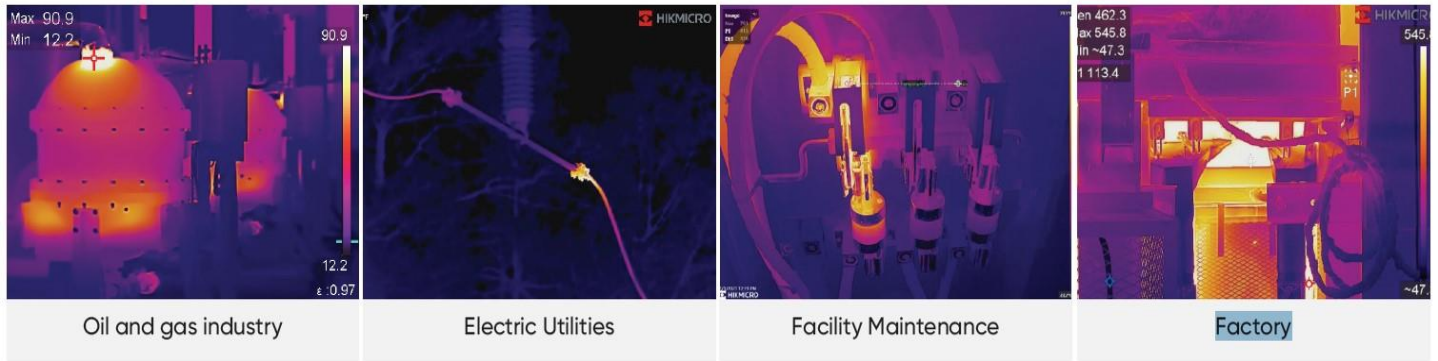 Max 90.9
Min 12.2
90.9
12.2
ε :0.97
HIKMICRO
HIKMICRO
en 462.3
ax 545.8
in ~47.3
1 113.4
HIKMICRO
545.
P1
~47.
Oil and gas industry
Electric Utilities
Facility Maintenance
Factory